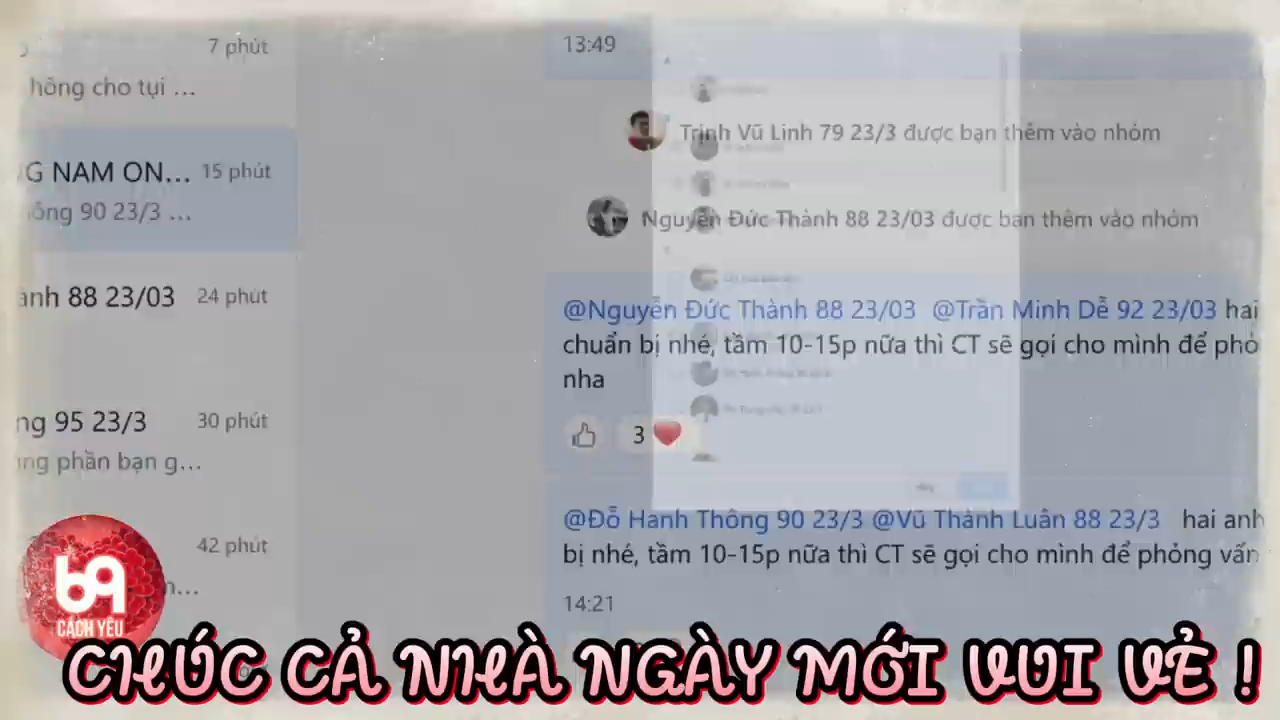 7 phút
hông cho tụi ...
G NAM ON... 15 phút
ông 90 23/3 ...
ành 88 23/03 24 phút
ng 95 23/3 30 phút
ng phần bạn g...
42 phút
n...
13:49
Trịnh Vũ Linh 79 23/3 được bạn thêm vào nhóm
Nguyễn Đức Thành 88 23/03 được bạn thêm vào nhóm
@Nguyễn Đức Thành 88 23/03 @Trần Minh Dễ 92 23/03 hai
chuẩn bị nhé, tầm 10-15p nữa thì CT sẽ gọi cho mình để phỏ
nha
3
@Đỗ Hạnh Thông 90 23/3 @Vũ Thành Luân 88 23/3 hai anh
bị nhé, tầm 10-15p nữa thì CT sẽ gọi cho mình để phỏng vấn
14:21
69
CÁCH YÊU
CHÚC CẢ NHÀ NGÀY MỚI VUI VẺ !